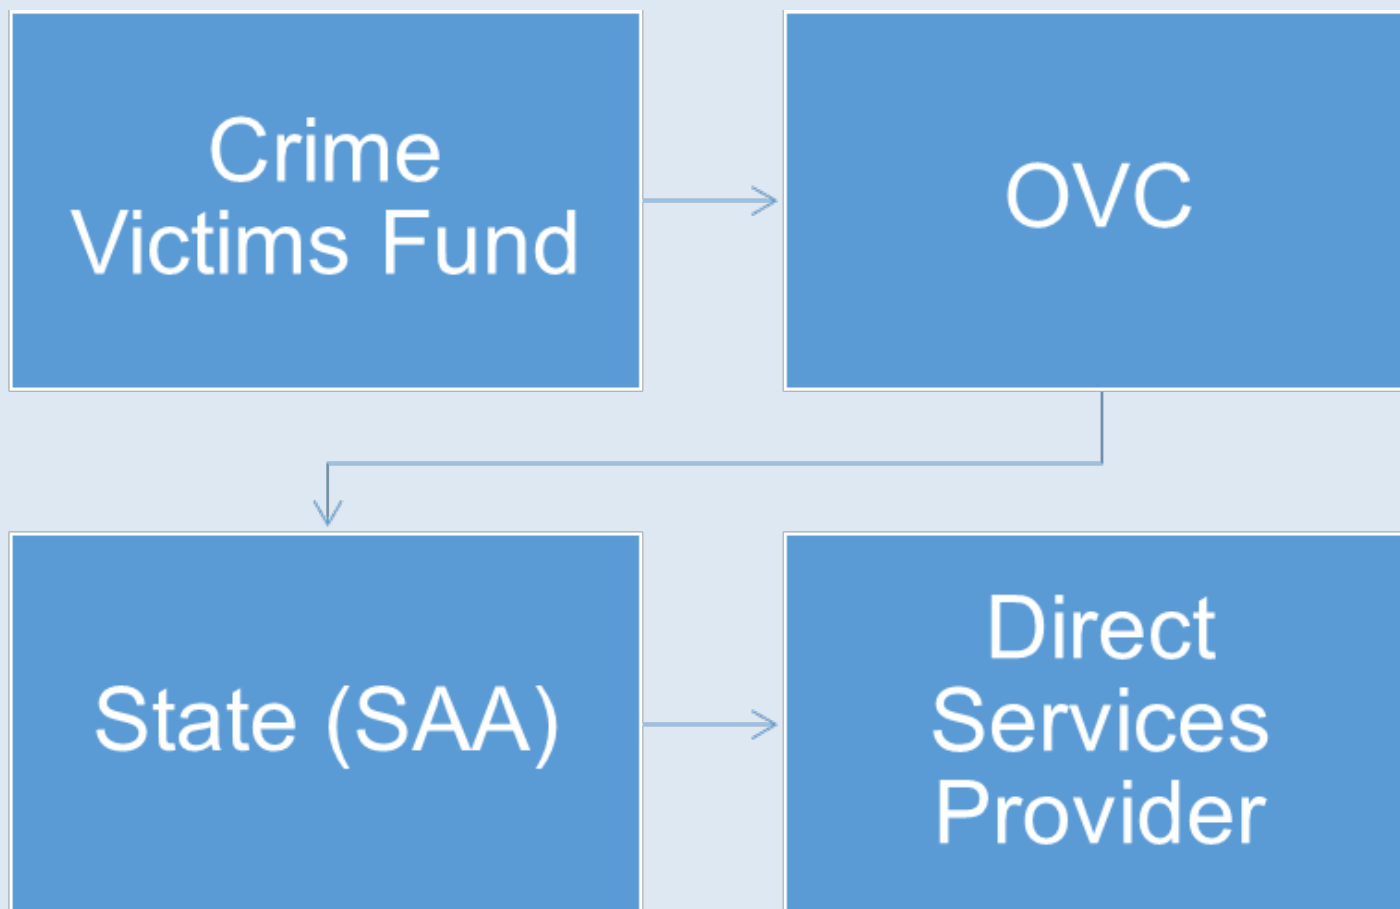 Crime
Victims Fund
OVC
State (SAA)
Direct
Services
Provider